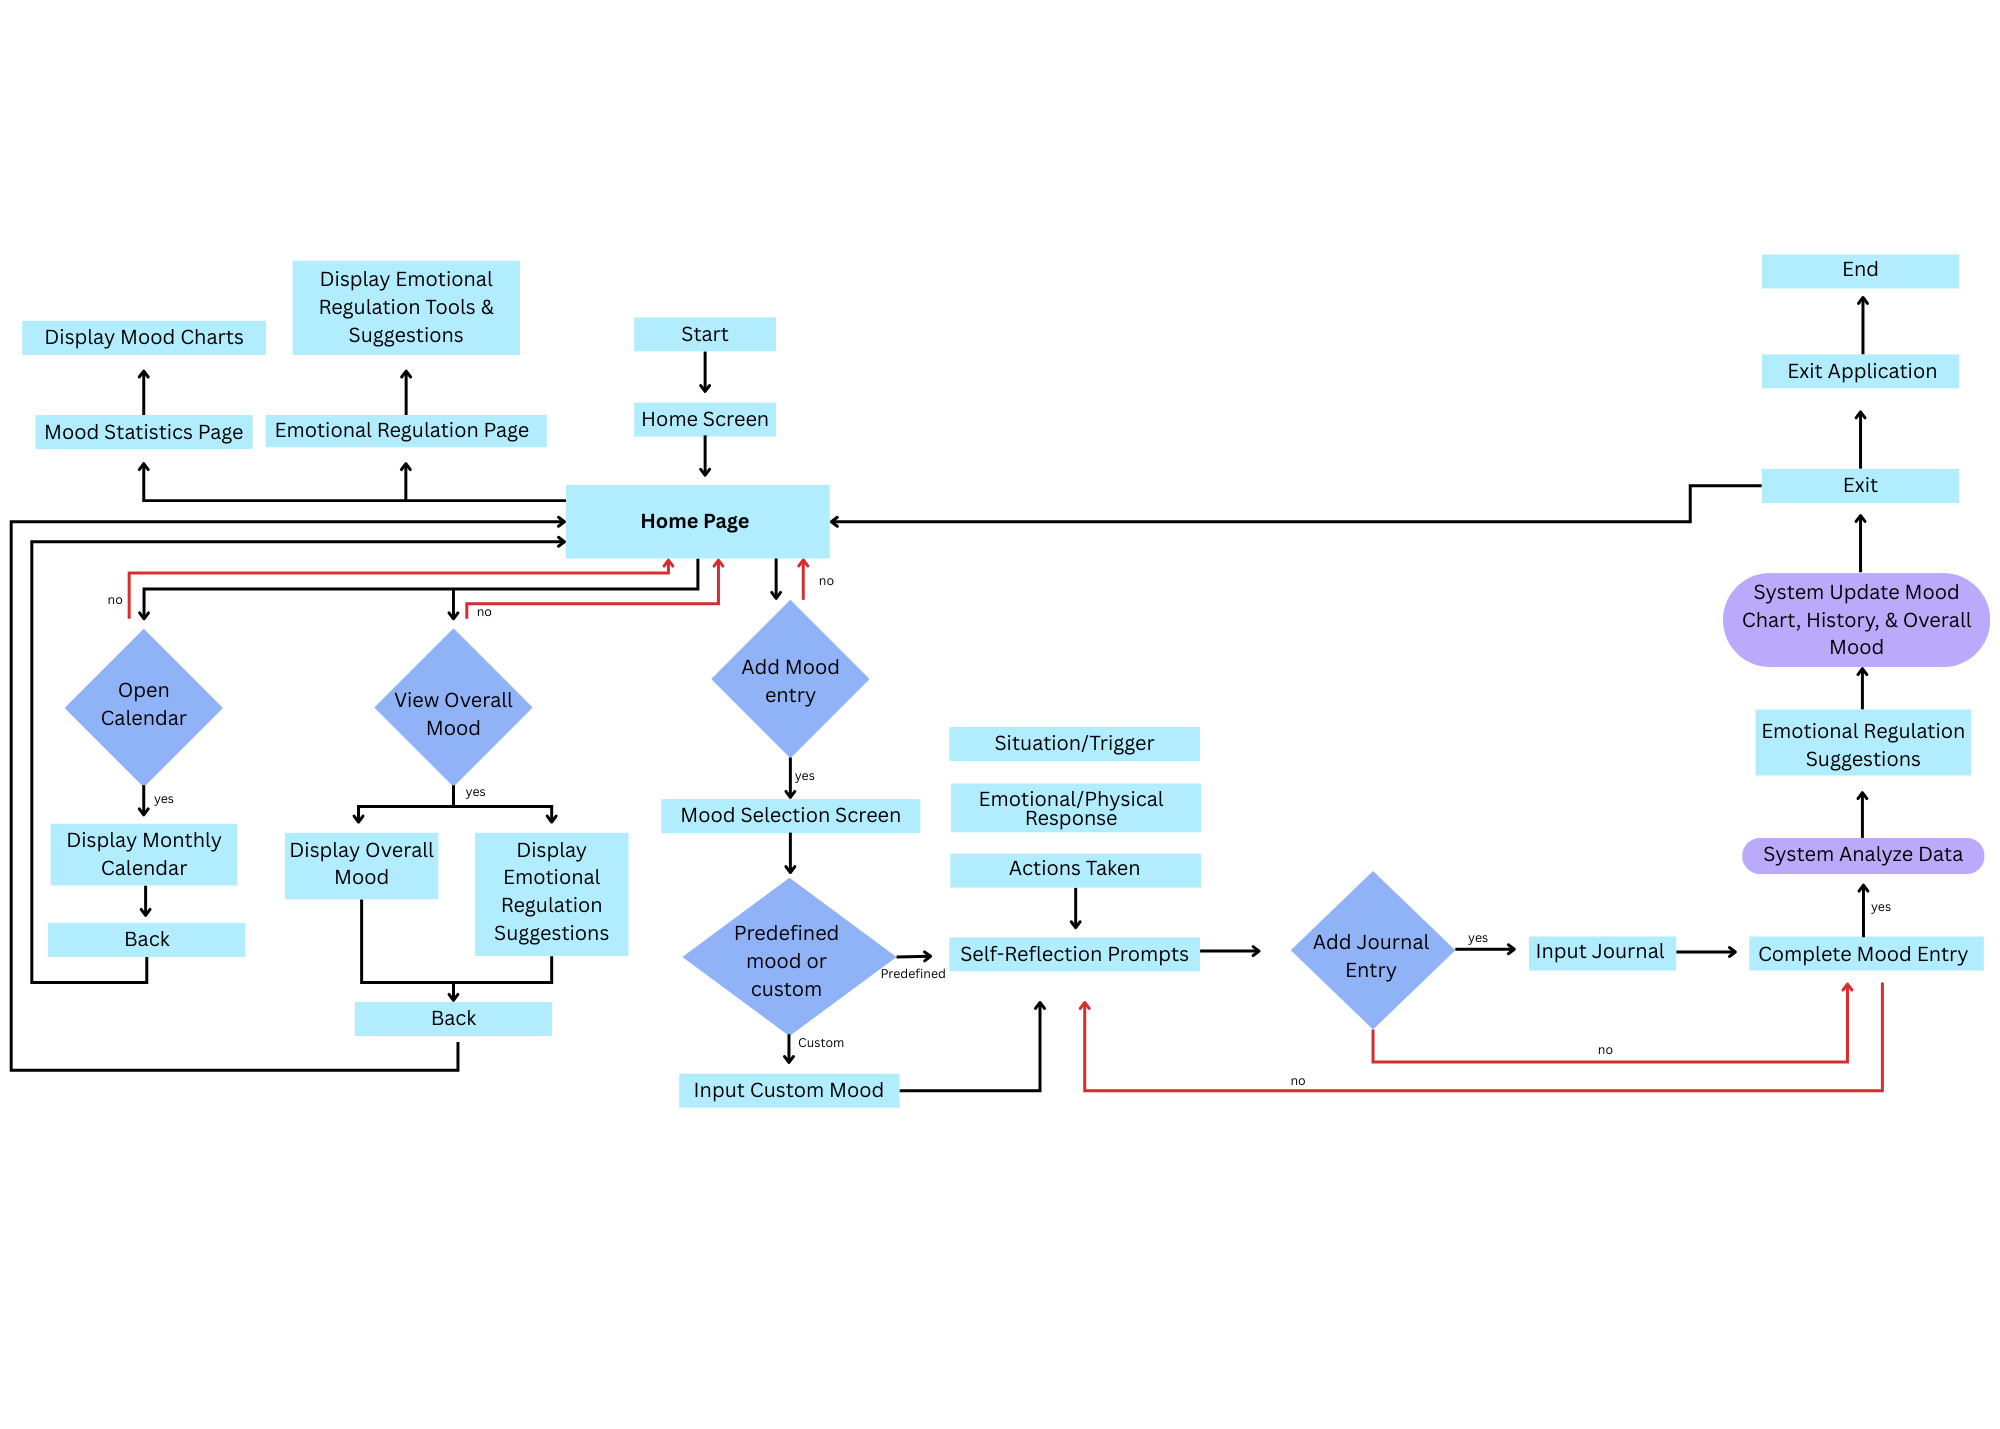 End
Display Emotional
Regulation Tools &
Suggestions
Display Mood Charts
Start
Exit Application
Mood Statistics Page
Emotional Regulation Page
Home Screen
Exit
Home Page
no
no
no
System Update Mood
Chart, History, & Overall
Mood
Open
Calendar
View Overall
Mood
Add Mood
entry
yes
yes
yes
Situation/Trigger
Emotional Regulation
Suggestions
Display Monthly
Calendar
Display Overall
Mood
Display
Emotional
Regulation
Suggestions
Mood Selection Screen
Emotional/Physical
Response
Actions Taken
System Analyze Data
yes
Back
Back
Predefined
mood or
custom
Predefined
Custom
Input Custom Mood
Self-Reflection Prompts
Add Journal
Entry
yes
Input Journal
Complete Mood Entry
no
no